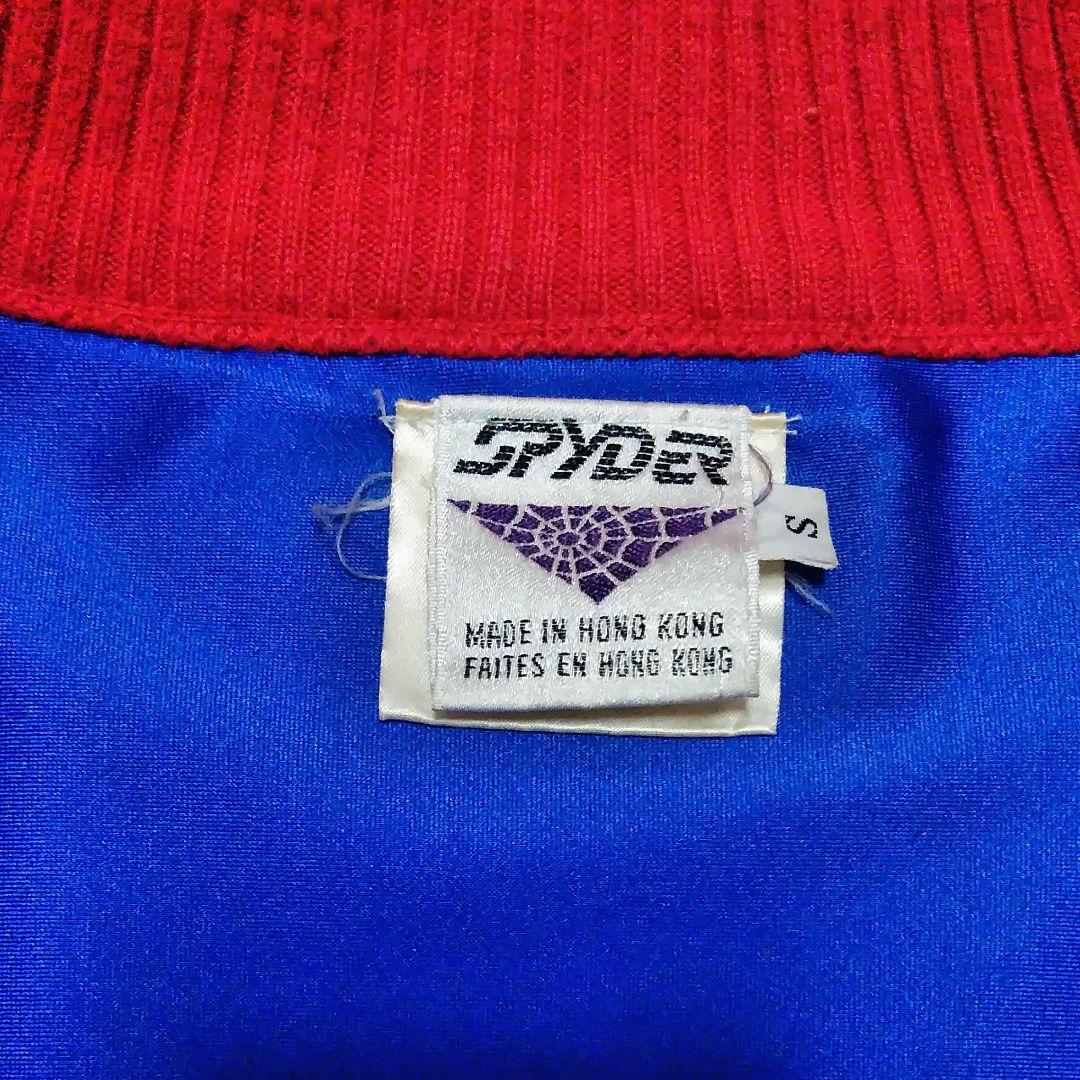 SPYDER
S
MADE IN HONG KONG
FAITES EN HONG KONG